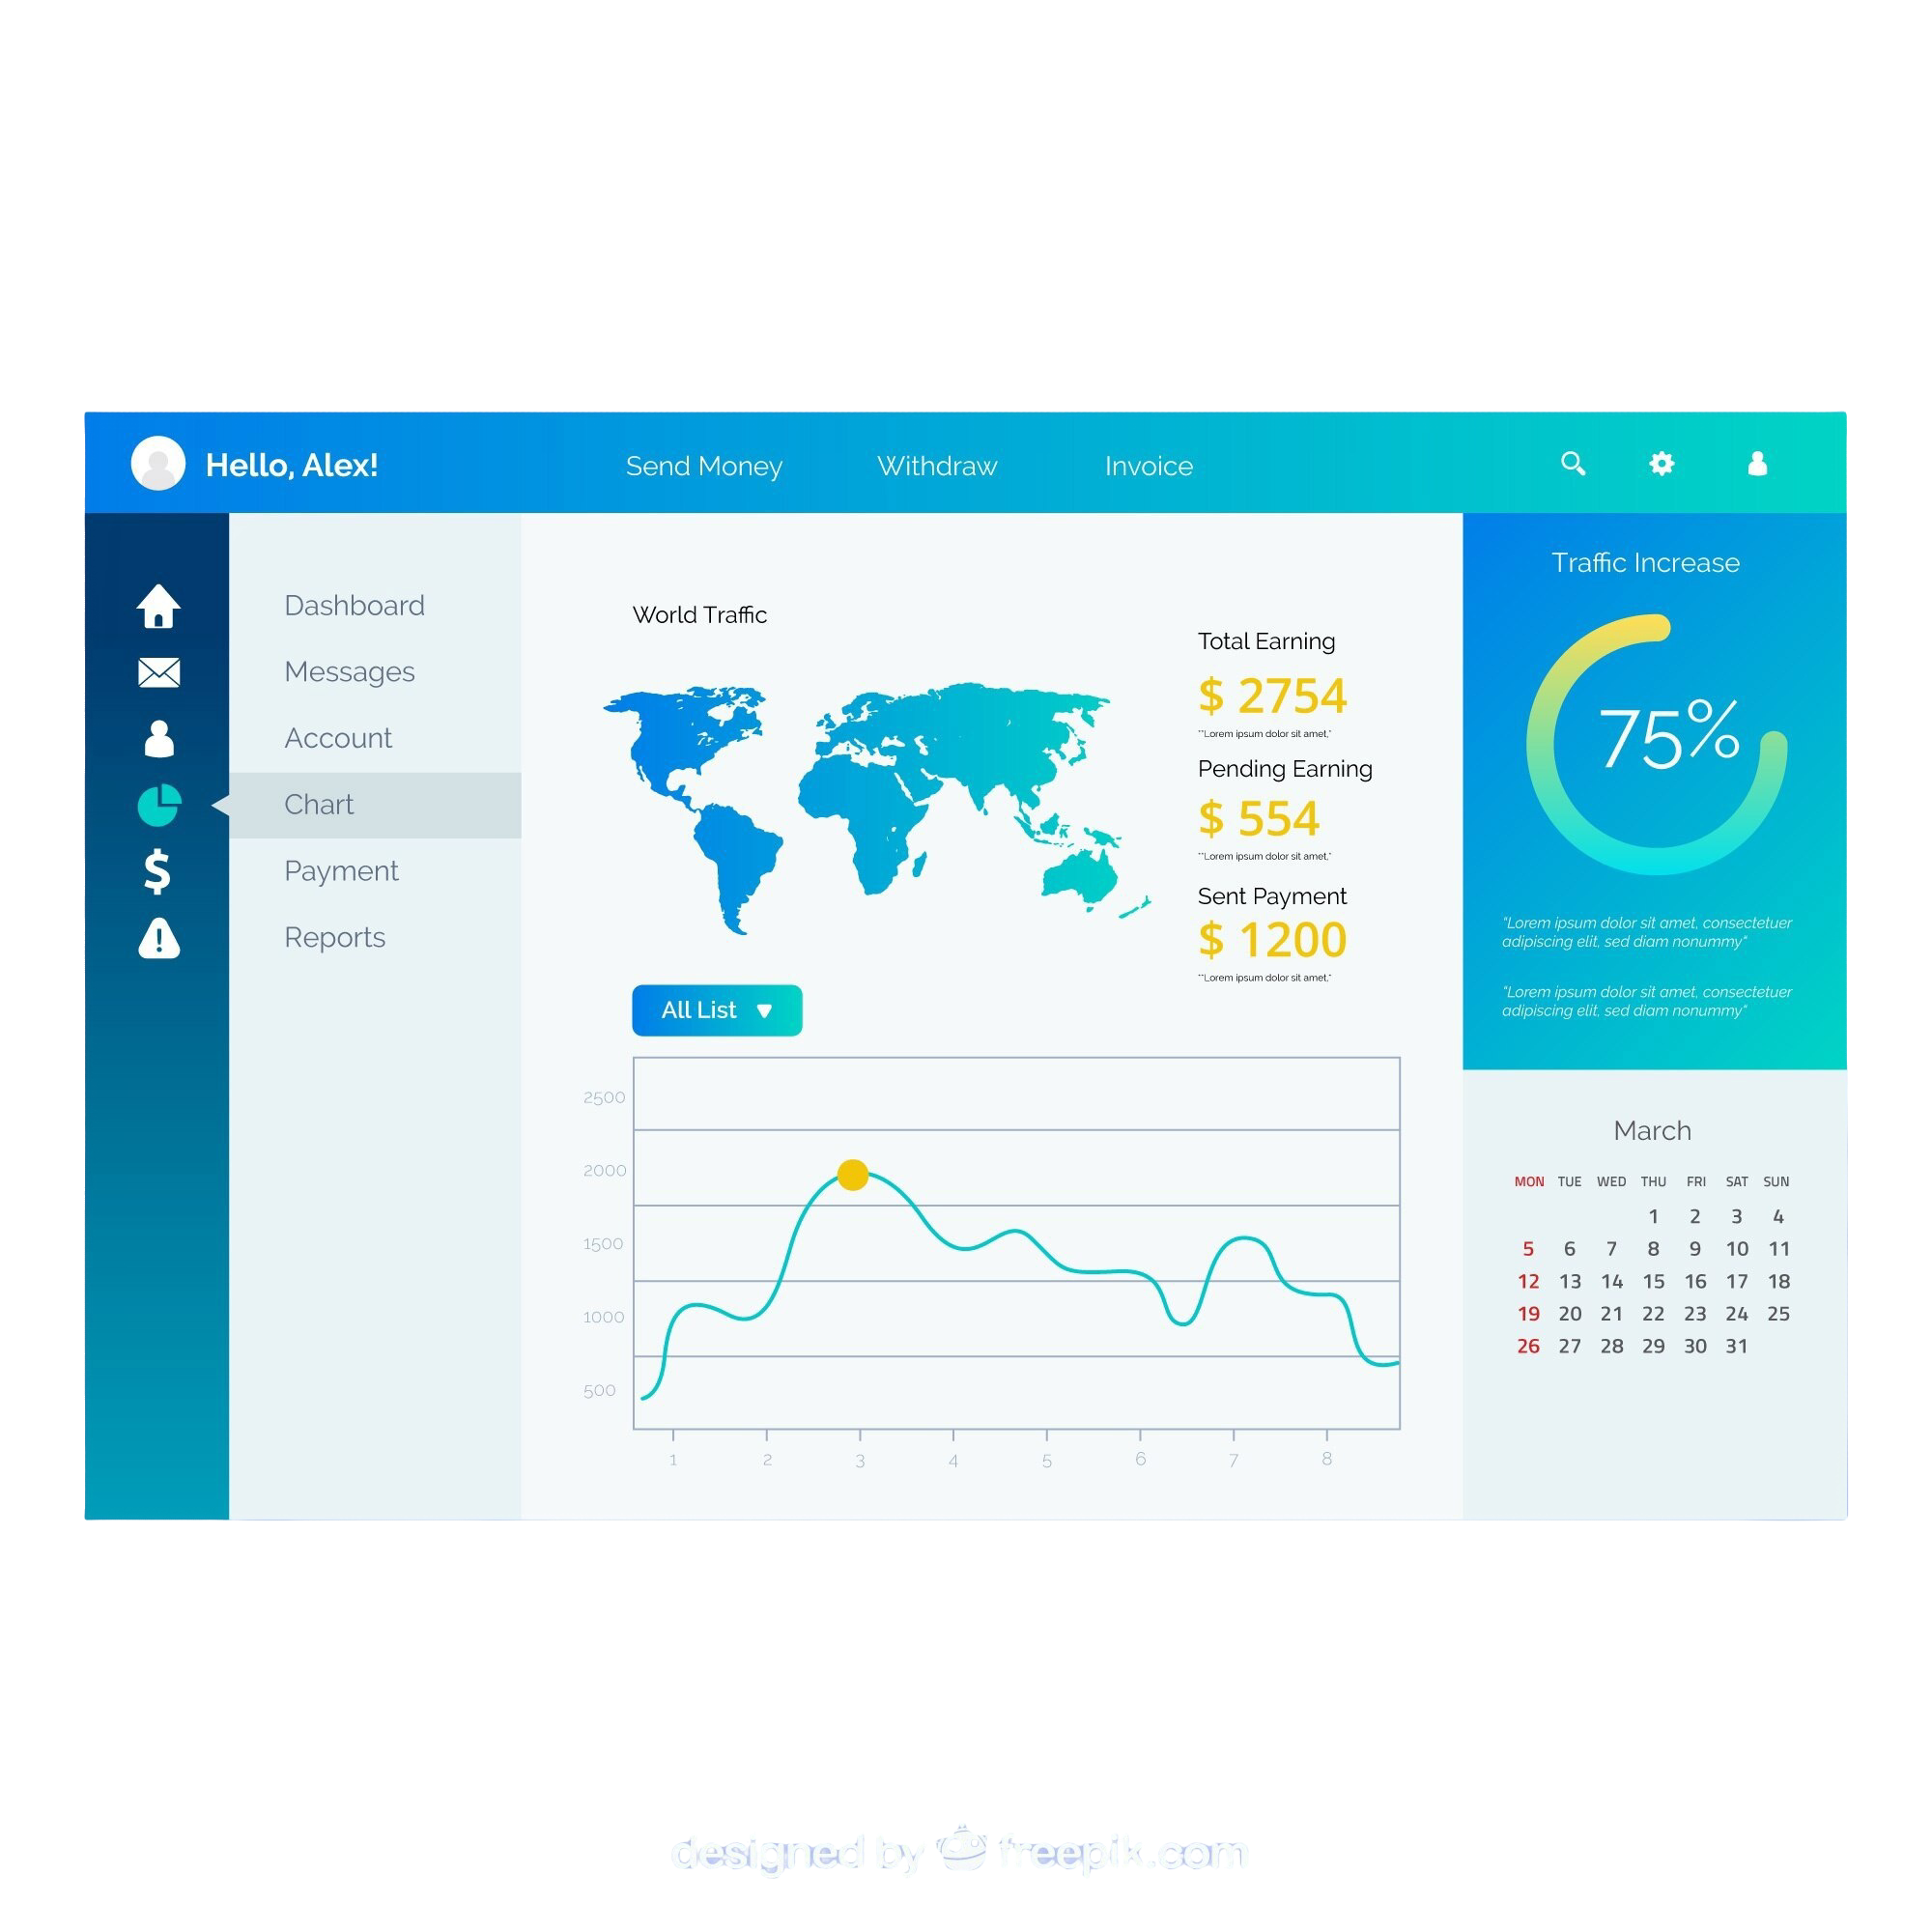 Hello, Alex!
Send Money
Withdraw
Invoice
Dashboard
Messages
Account
Chart
Payment
Reports
World Traffic
Total Earning
$ 2754
""Lorem ipsum dolor sit amet,"
Pending Earning
$ 554
""Lorem ipsum dolor sit amet,"
Sent Payment
$ 1200
""Lorem ipsum dolor sit amet,"
All List
2500
2000
1500
1000
500
1 2 3 4 5 6 7 8
Traffic Increase
75%
"Lorem ipsum dolor sit amet, consectetuer
adipiscing elit, sed diam nonummy"
"Lorem ipsum dolor sit amet, consectetuer
adipiscing elit, sed diam nonummy"
March
MON TUE WED THU FRI SAT SUN
1 2 3 4
5 6 7 8 9 10 11
12 13 14 15 16 17 18
19 20 21 22 23 24 25
26 27 28 29 30 31
designed by freepik.com